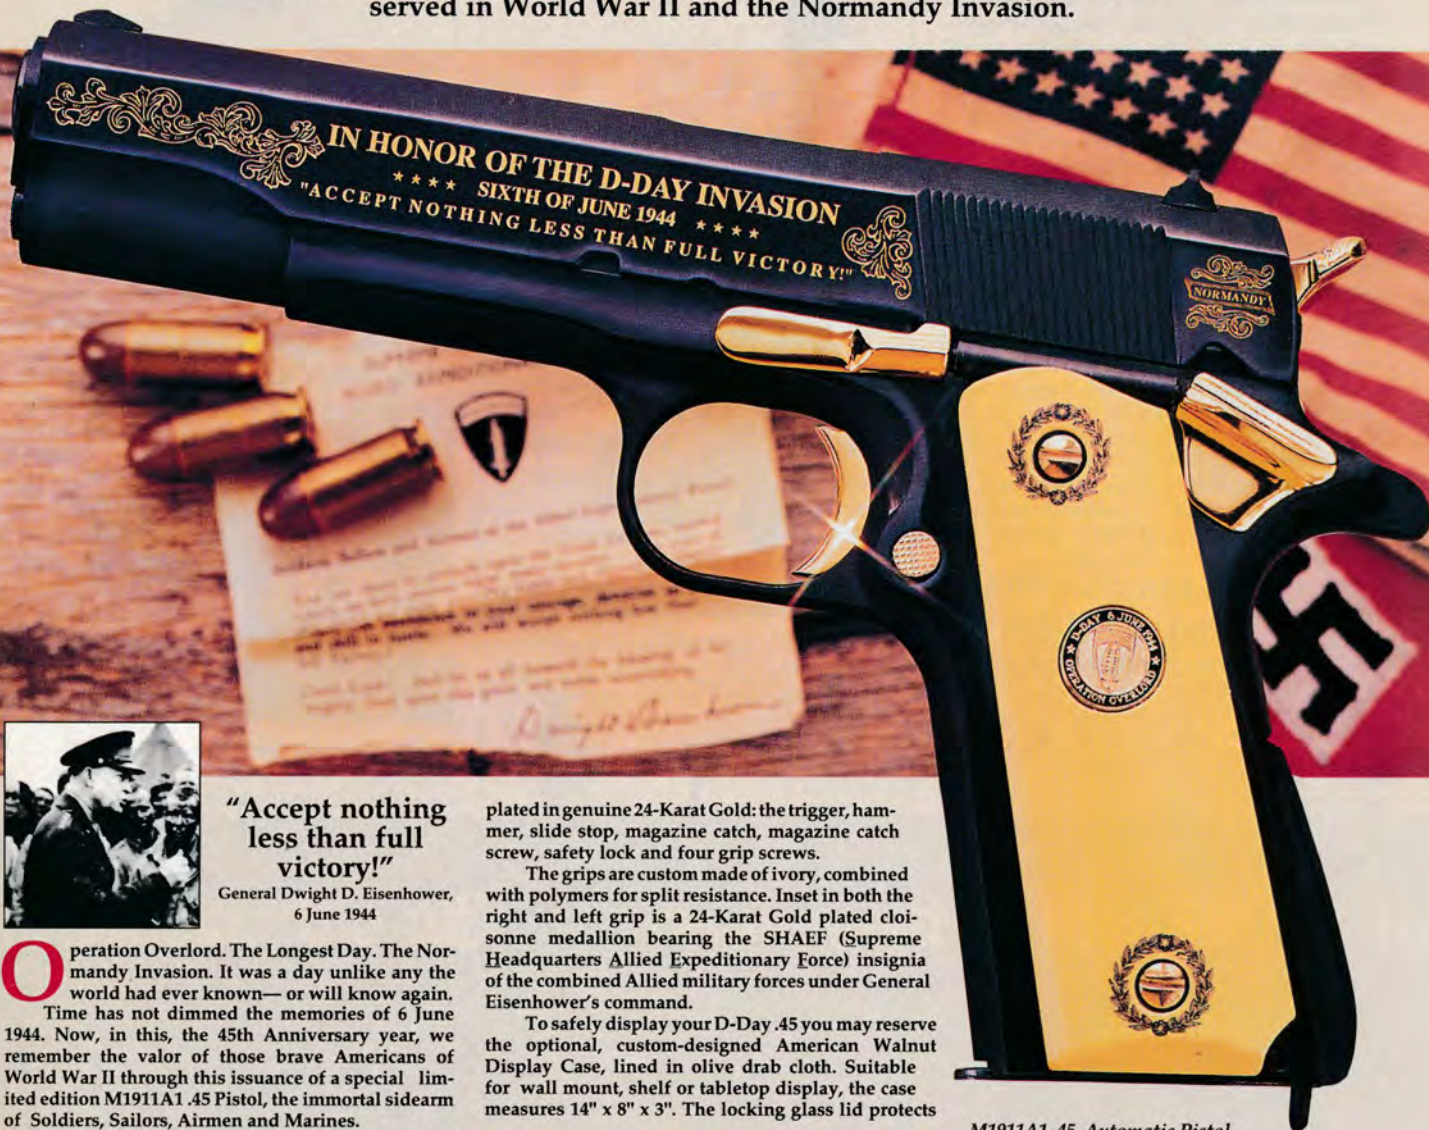 served in World War II and the Normandy Invasion.
IN HONOR OF THE D-DAY INVASION
★★★★ SIXTH OF JUNE 1944 ★★★★
"ACCEPT NOTHING LESS THAN FULL VICTORY!"
NORMANDY
D-DAY 6 JUNE 1944
OPERATION OVERLORD
"Accept nothing
less than full
victory!"
General Dwight D. Eisenhower,
6 June 1944
Operation Overlord. The Longest Day. The Nor-
mandy Invasion. It was a day unlike any the
world had ever known— or will know again.
Time has not dimmed the memories of 6 June
1944. Now, in this, the 45th Anniversary year, we
remember the valor of those brave Americans of
World War II through this issuance of a special lim-
ited edition M1911A1 .45 Pistol, the immortal sidearm
of Soldiers, Sailors, Airmen and Marines.
plated in genuine 24-Karat Gold: the trigger, ham-
mer, slide stop, magazine catch, magazine catch
screw, safety lock and four grip screws.
The grips are custom made of ivory, combined
with polymers for split resistance. Inset in both the
right and left grip is a 24-Karat Gold plated cloi-
sonne medallion bearing the SHAEF (Supreme
Headquarters Allied Expeditionary Force) insignia
of the combined Allied military forces under General
Eisenhower's command.
To safely display your D-Day .45 you may reserve
the optional, custom-designed American Walnut
Display Case, lined in olive drab cloth. Suitable
for wall mount, shelf or tabletop display, the case
measures 14" x 8" x 3". The locking glass lid protects
M1911A1 .45 Automatic Pistol